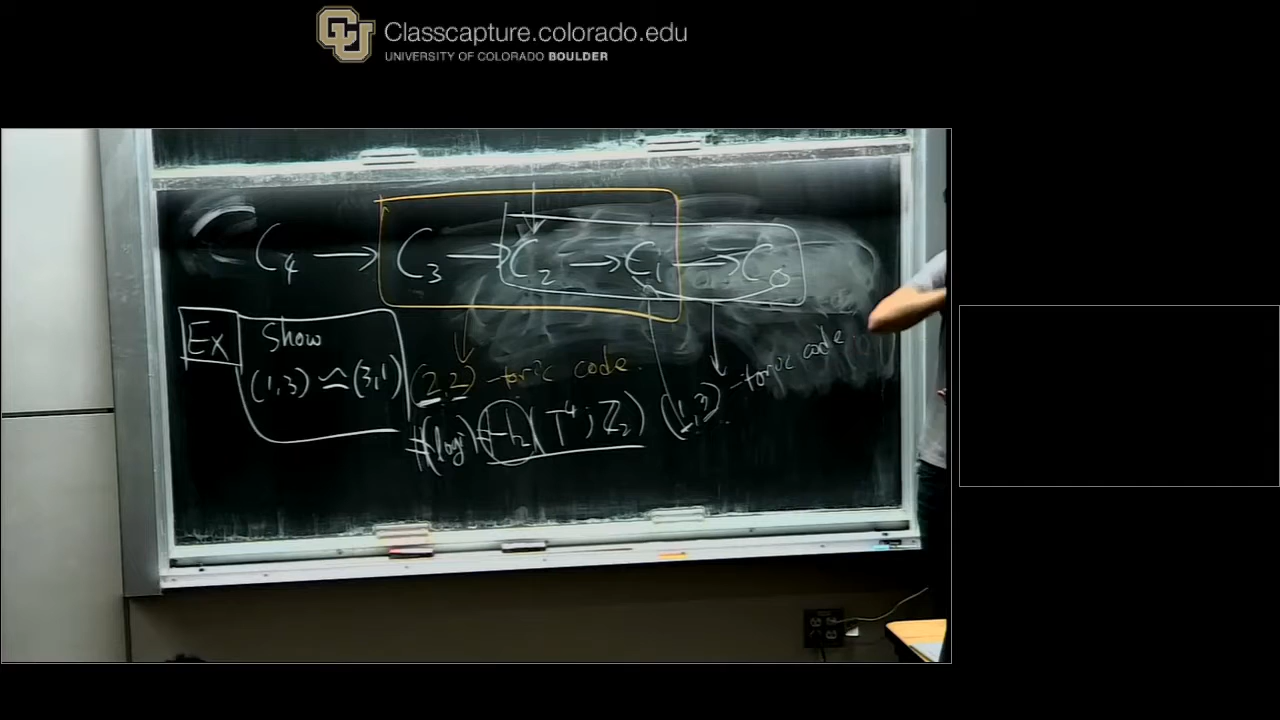 Classcapture.colorado.edu
UNIVERSITY OF COLORADO BOULDER
C₄ → C₃ → C₂ → C₁ → C₀
Ex
Show
(1,3) ≃ (3,1)
(2,2) - toric code.
(1,3) - toric code
#(log) H₂(T⁴; Z₂)